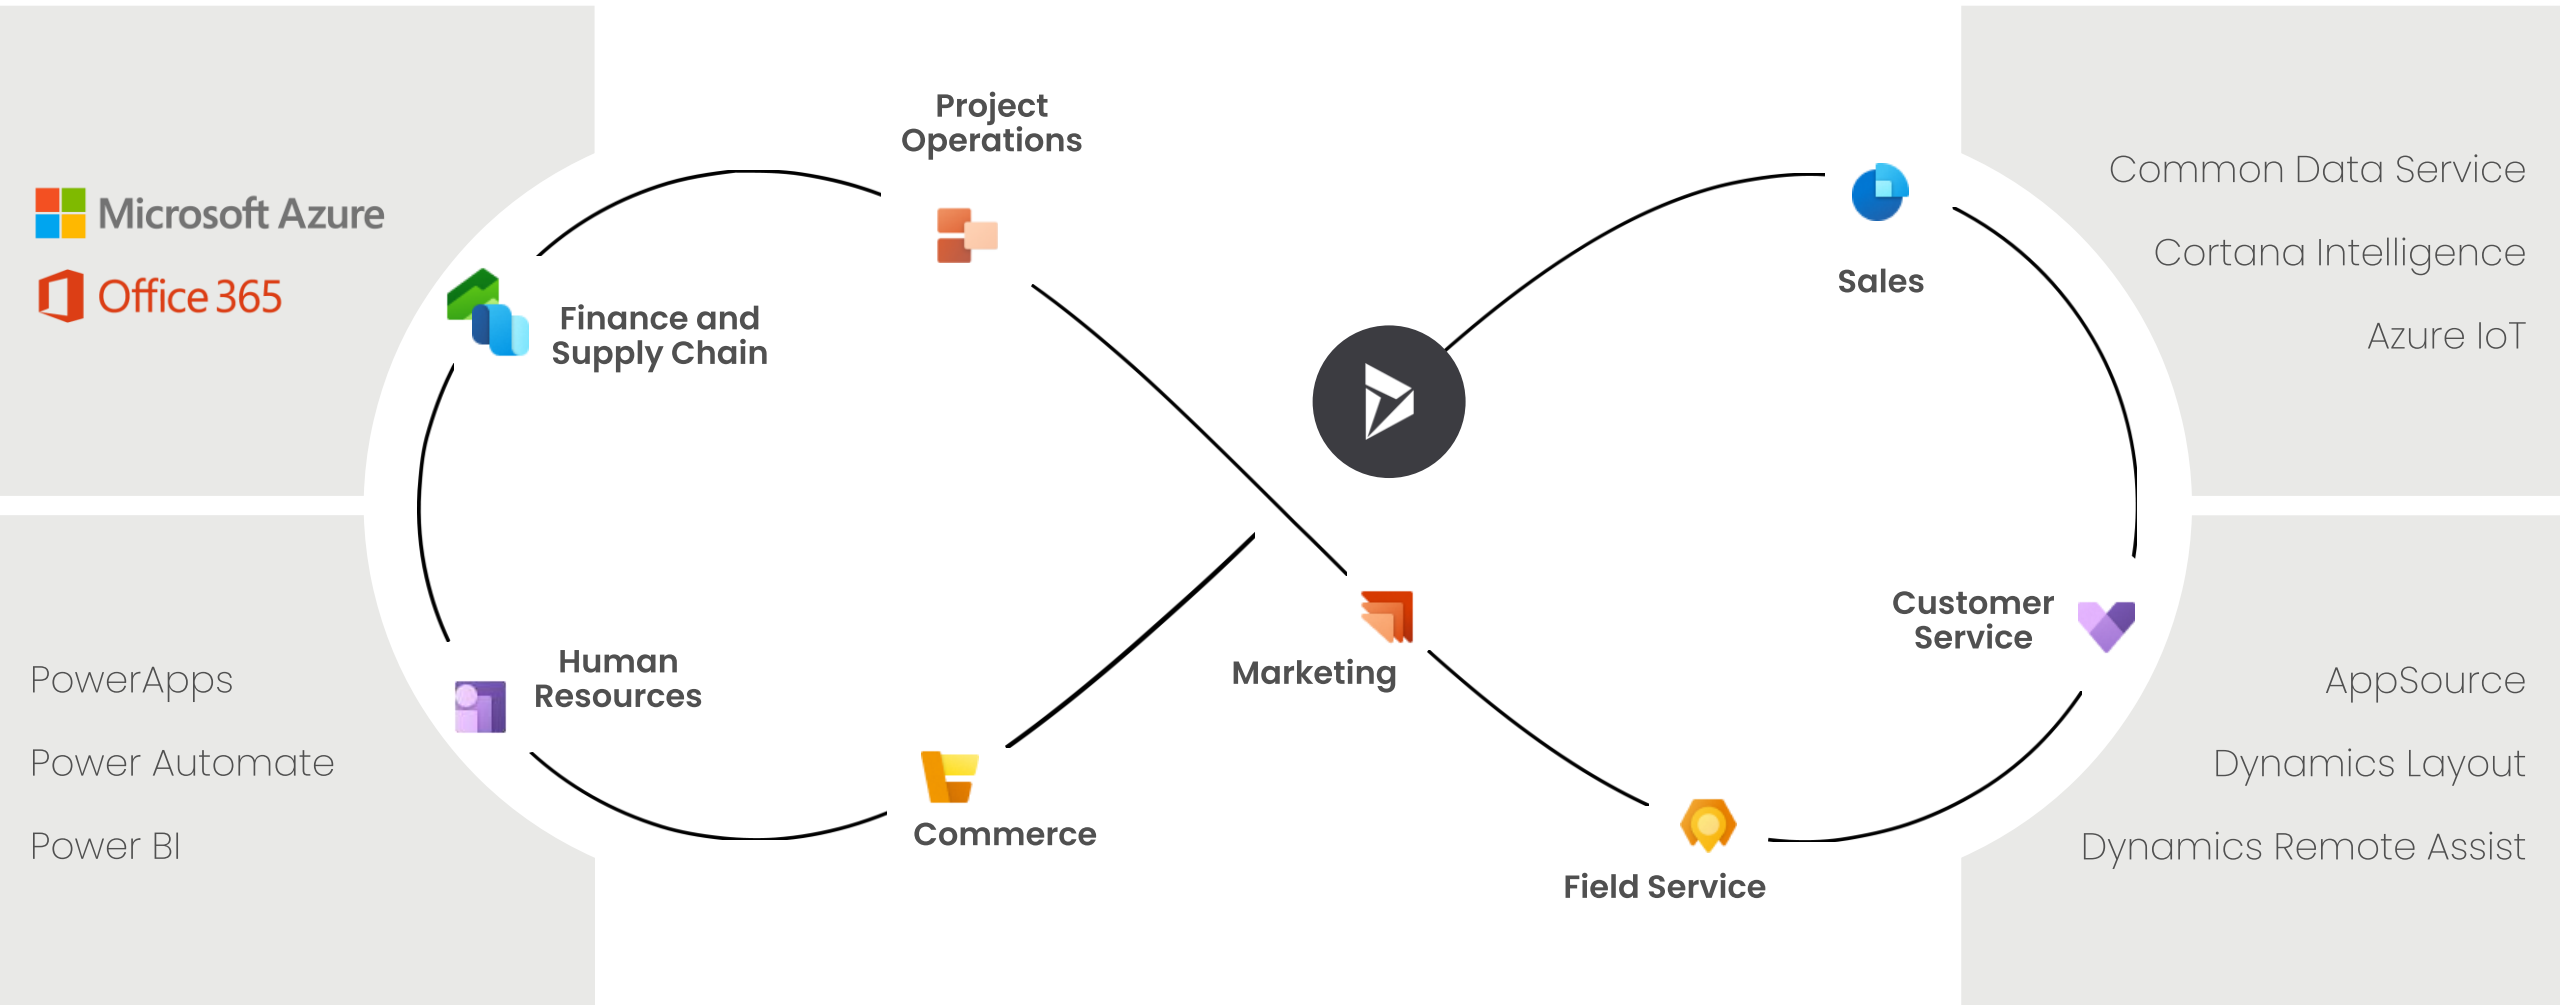 Microsoft Azure
Office 365
PowerApps
Power Automate
Power BI
Project
Operations
Finance and
Supply Chain
Human
Resources
Commerce
Marketing
Sales
Customer
Service
Field Service
Common Data Service
Cortana Intelligence
Azure IoT
AppSource
Dynamics Layout
Dynamics Remote Assist